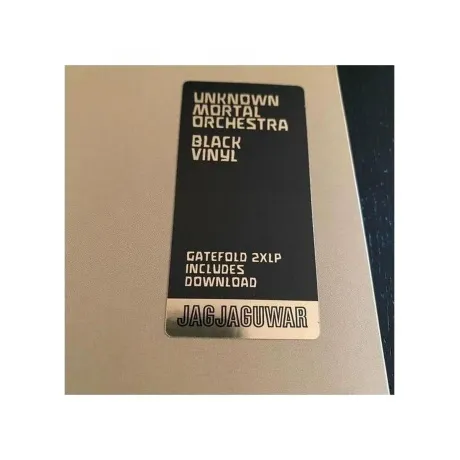 UNKNOWN
MORTAL
ORCHESTRA
BLACK
VINYL
GATEFOLD 2XLP
INCLUDES
DOWNLOAD
JAGJAGUWAR